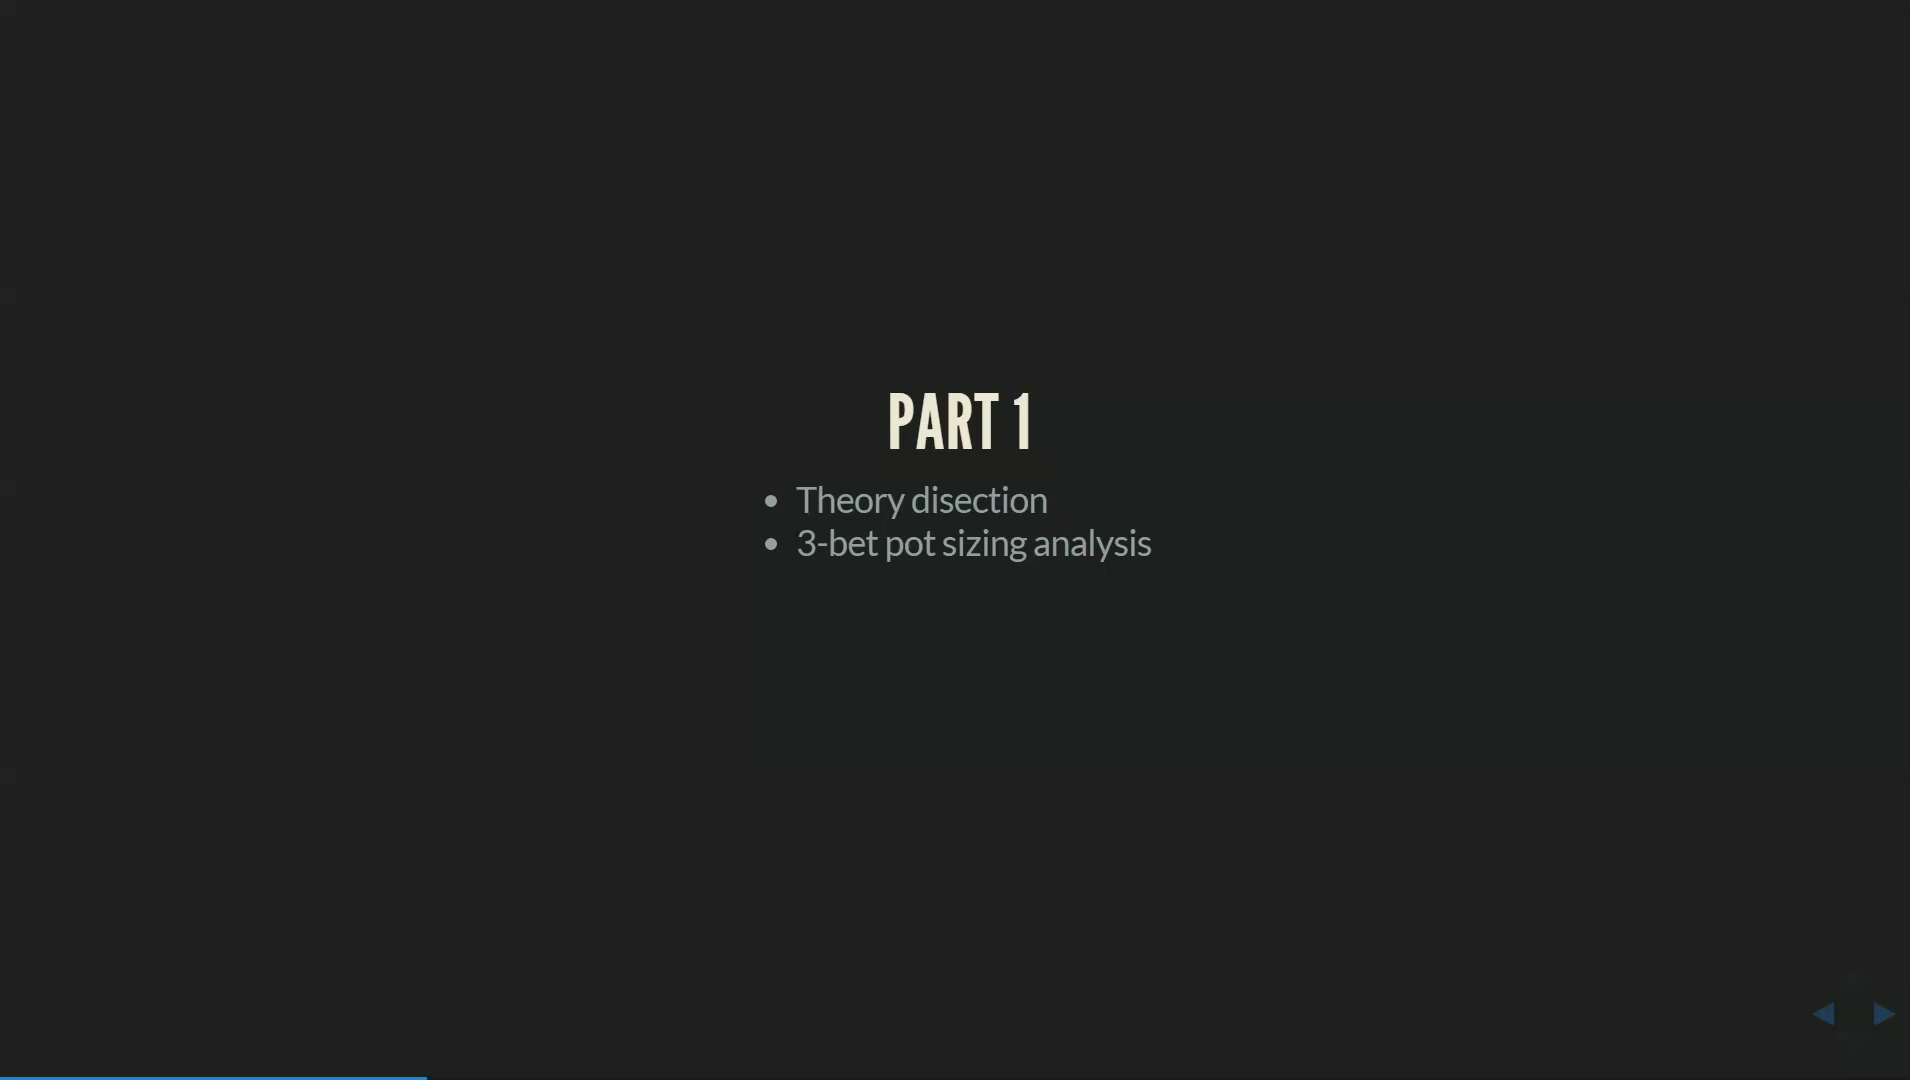 PART 1
• Theory disection
• 3-bet pot sizing analysis